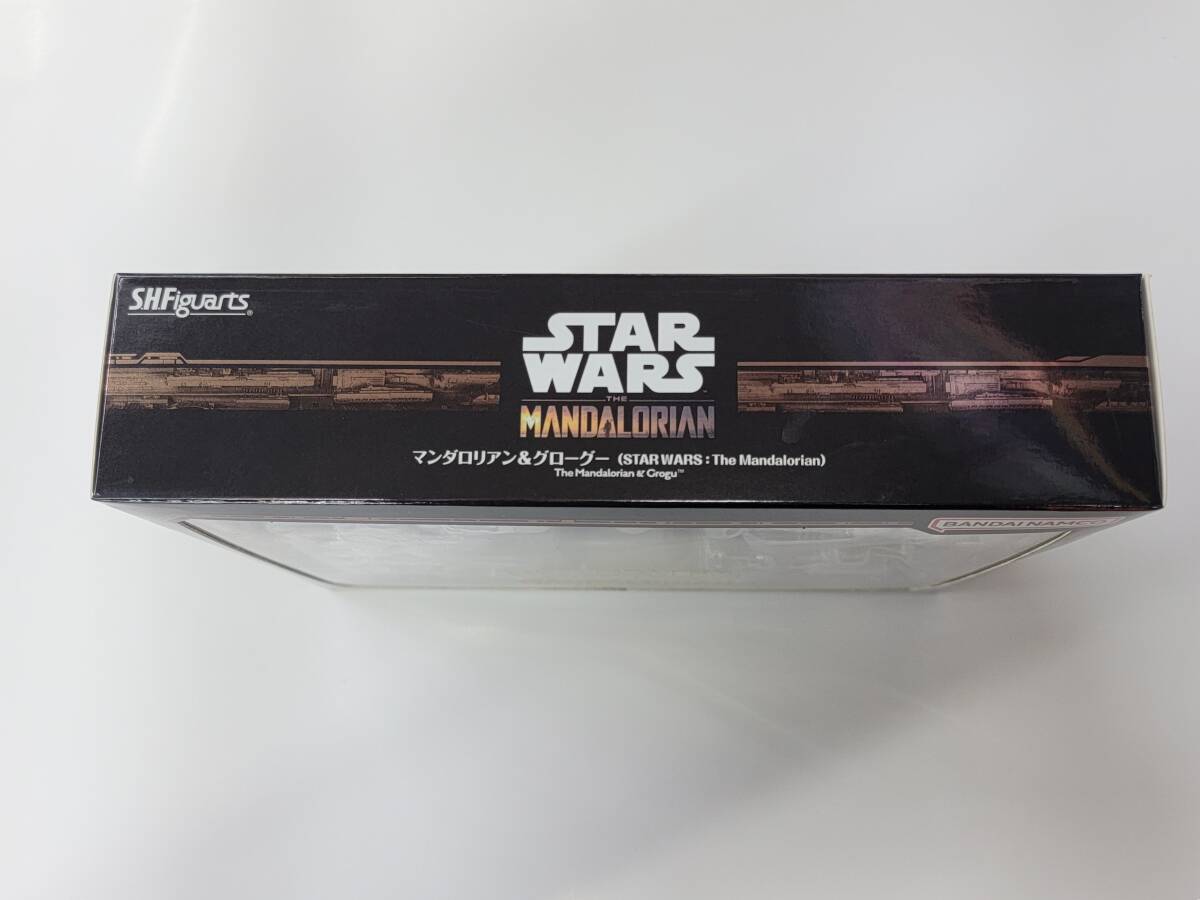 S.H.Figuarts®
STAR
WARS
THE
MANDALORIAN
マンダロリアン&グローグー（STAR WARS：The Mandalorian）
The Mandalorian & Grogu™
BANDAI NAMCO